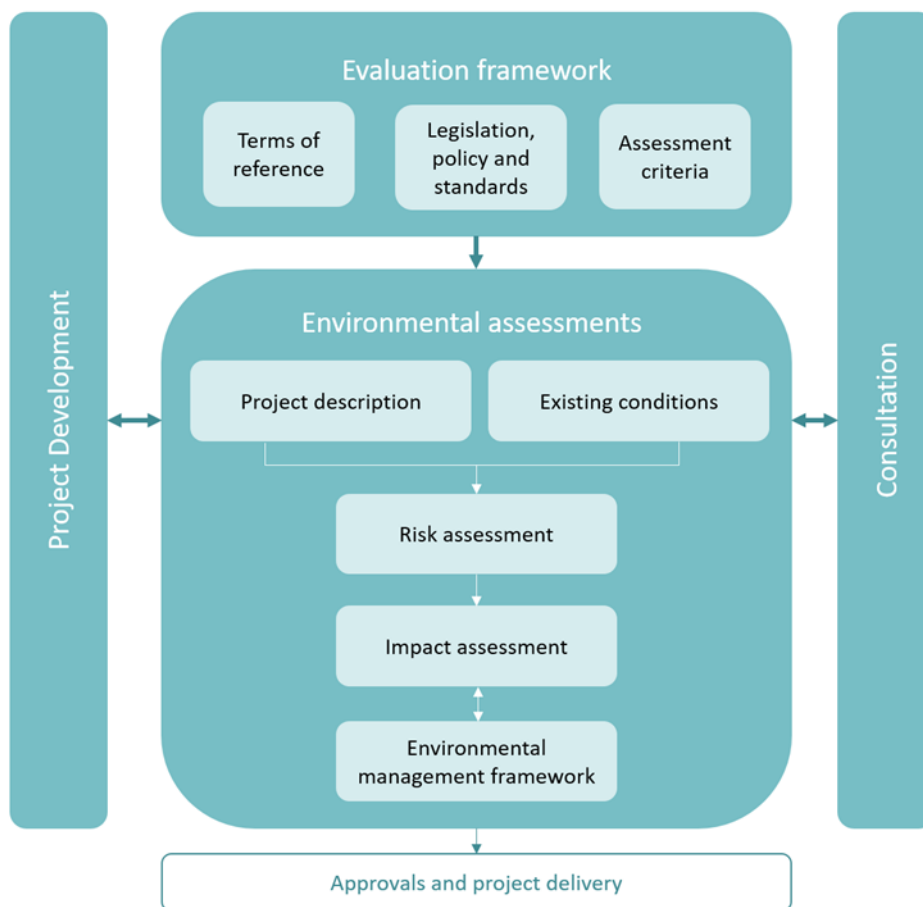 Evaluation framework
Terms of
reference
Legislation,
policy and
standards
Assessment
criteria
Project Development
Environmental assessments
Project description
Existing conditions
Risk assessment
Impact assessment
Environmental
management framework
Consultation
Approvals and project delivery